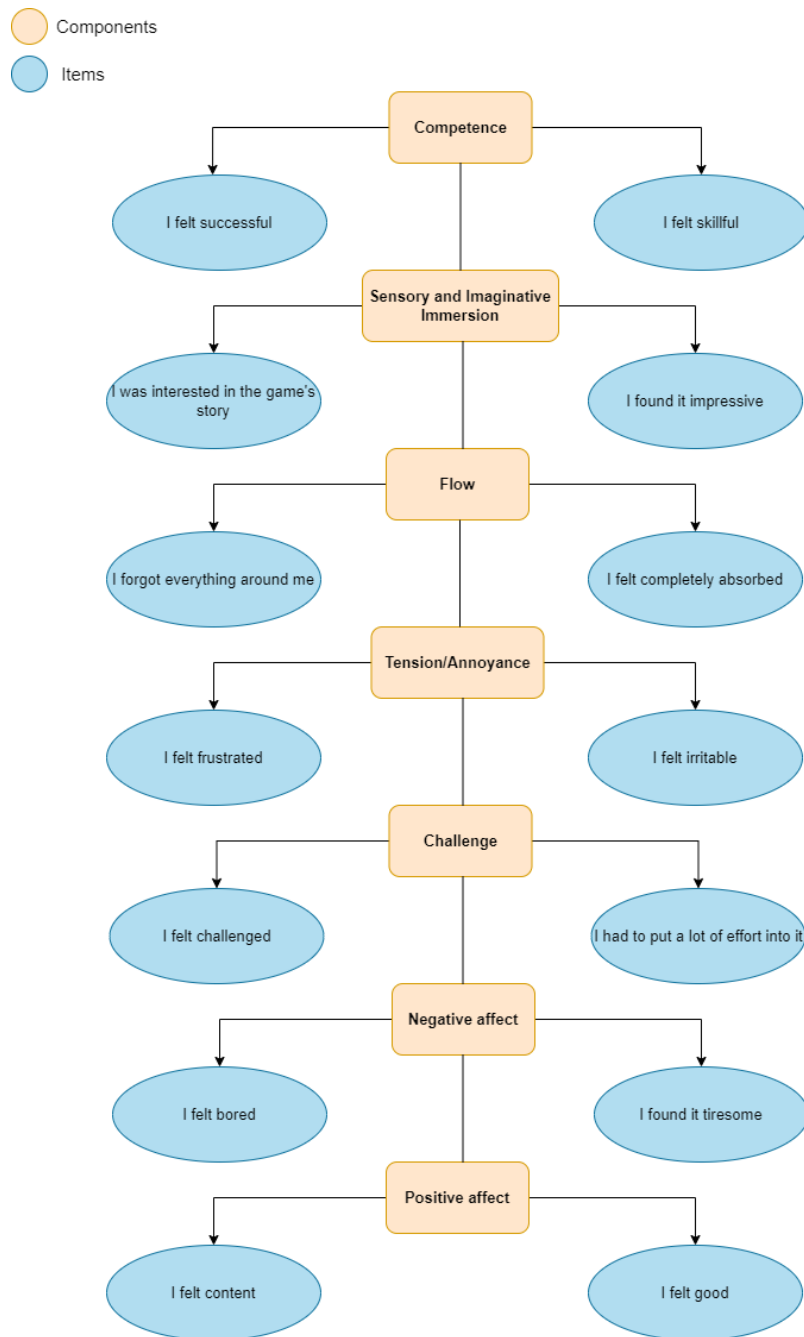 Components
Items
Competence
I felt successful
I felt skillful
Sensory and Imaginative
Immersion
I was interested in the game's
story
I found it impressive
Flow
I forgot everything around me
I felt completely absorbed
Tension/Annoyance
I felt frustrated
I felt irritable
Challenge
I felt challenged
I had to put a lot of effort into it
Negative affect
I felt bored
I found it tiresome
Positive affect
I felt content
I felt good